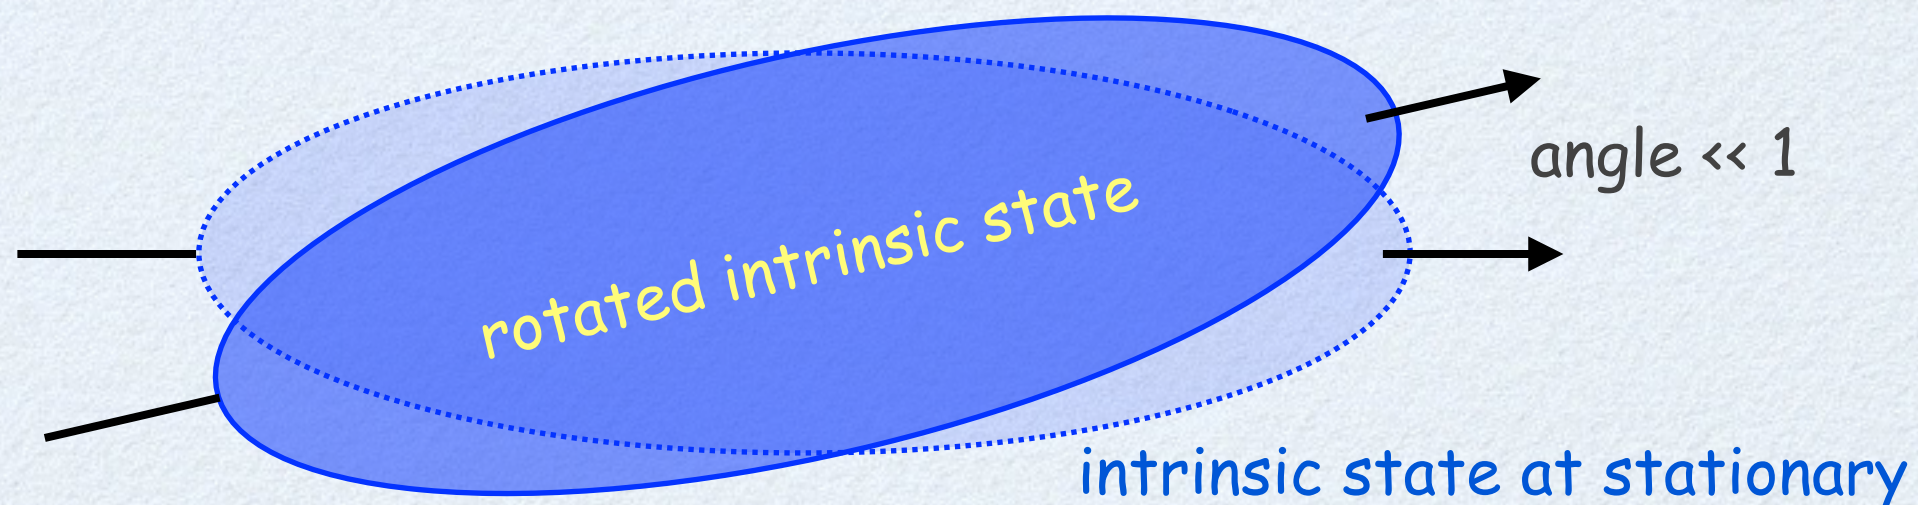 angle << 1
rotated intrinsic state
intrinsic state at stationary